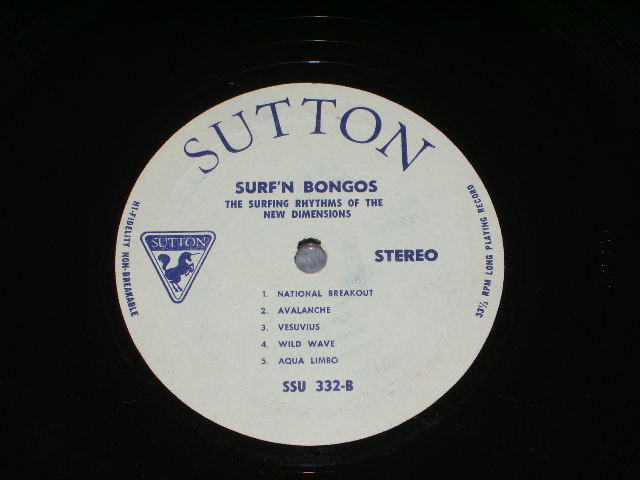 SUTTON
SURF'N BONGOS
THE SURFING RHYTHMS OF THE
NEW DIMENSIONS
HI-FIDELITY NON-BREAKABLE
SUTTON
STEREO
33⅓ RPM LONG PLAYING RECORD
1. NATIONAL BREAKOUT
2. AVALANCHE
3. VESUVIUS
4. WILD WAVE
5. AQUA LIMBO
SSU 332-B